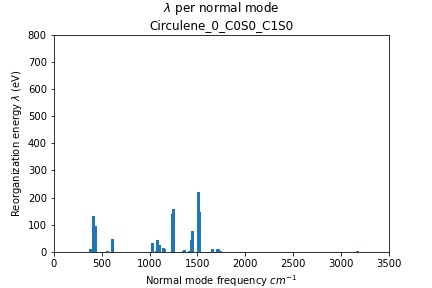 λ per normal mode
Circulene_0_C0S0_C1S0
Reorganization energy λ (eV)
800
700
600
500
400
300
200
100
0
0 500 1000 1500 2000 2500 3000 3500
Normal mode frequency cm⁻¹